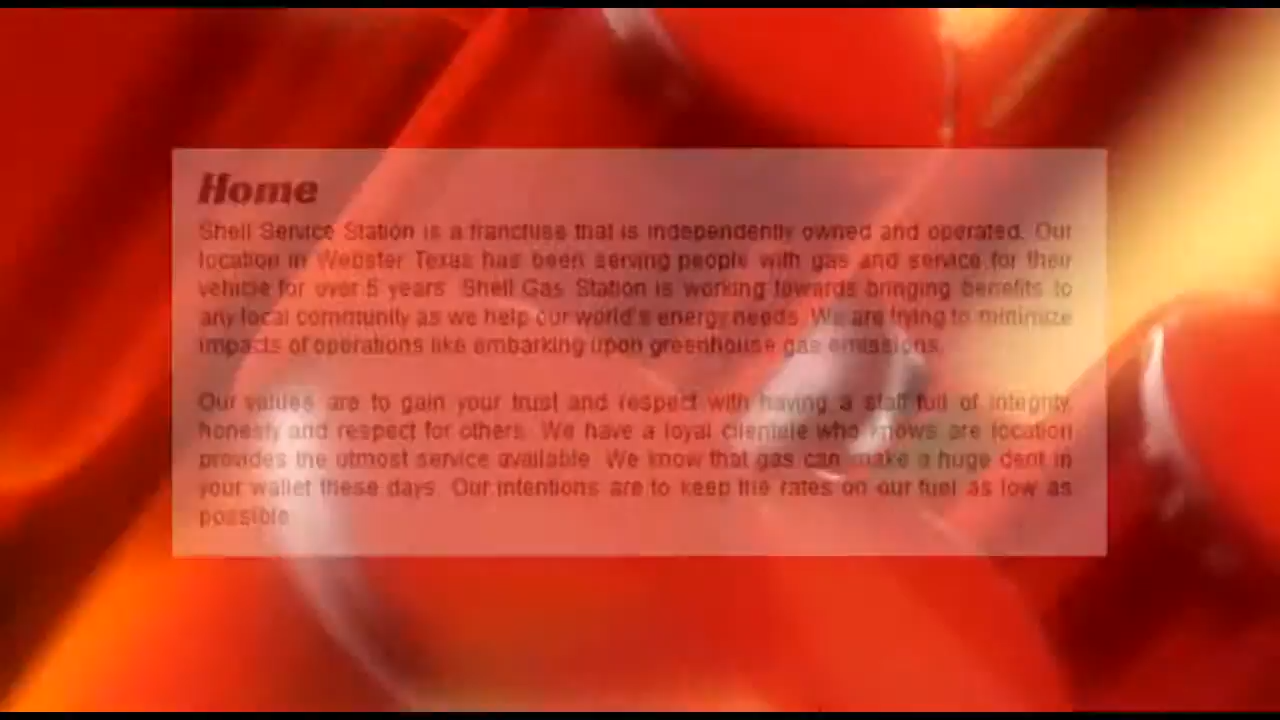 Home
Shell Service Station is a franchise that is independently owned and operated. Our
location in Webster Texas has been serving people with gas and service for their
vehicle for over 5 years. Shell Gas Station is working towards bringing benefits to
any local community as we help our world's energy needs. We are trying to minimize
impacts of operations like embarking upon greenhouse gas emissions.
Our values are to gain your trust and respect with having a staff full of integrity,
honesty and respect for others. We have a loyal clientele who knows are location
provides the utmost service available. We know that gas can make a huge dent in
your wallet these days. Our intentions are to keep the rates on our fuel as low as
possible.